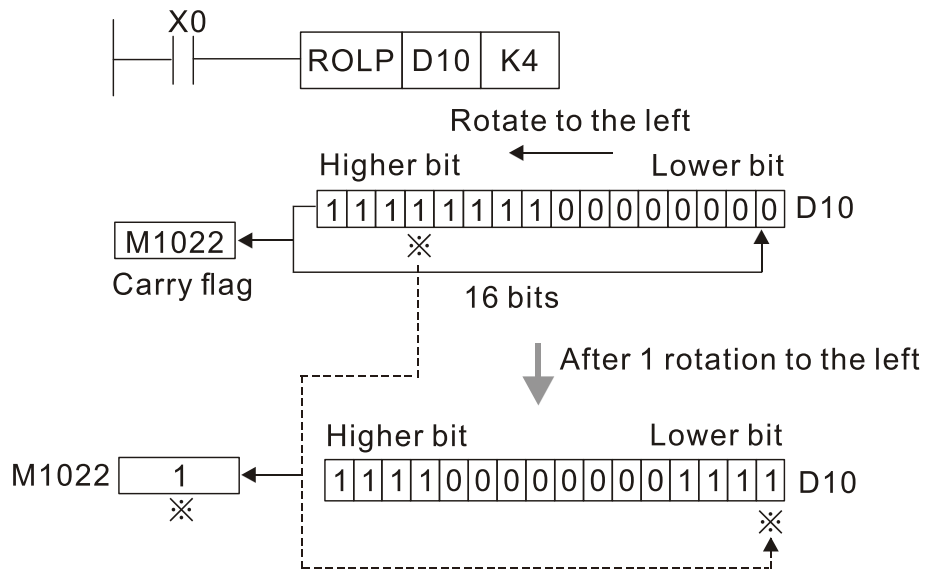 X0
ROLP D10 K4
Rotate to the left
Higher bit Lower bit
1 1 1 1 1 1 1 1 0 0 0 0 0 0 0 0 D10
M1022
※
Carry flag
16 bits
After 1 rotation to the left
Higher bit Lower bit
M1022 1
1 1 1 1 0 0 0 0 0 0 0 0 1 1 1 1 D10
※ ※